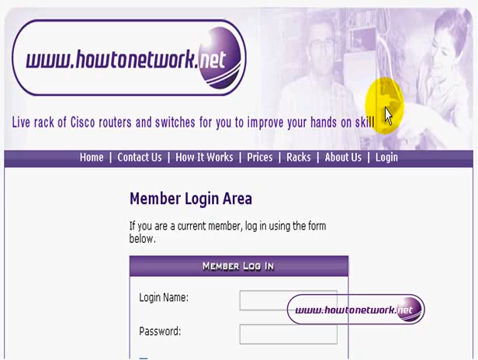 www.howtonetwork.net
Live rack of Cisco routers and switches for you to improve your hands on skill
Home | Contact Us | How It Works | Prices | Racks | About Us | Login
Member Login Area
If you are a current member, log in using the form
below.
Member Log In
Login Name:
www.howtonetwork.net
Password: